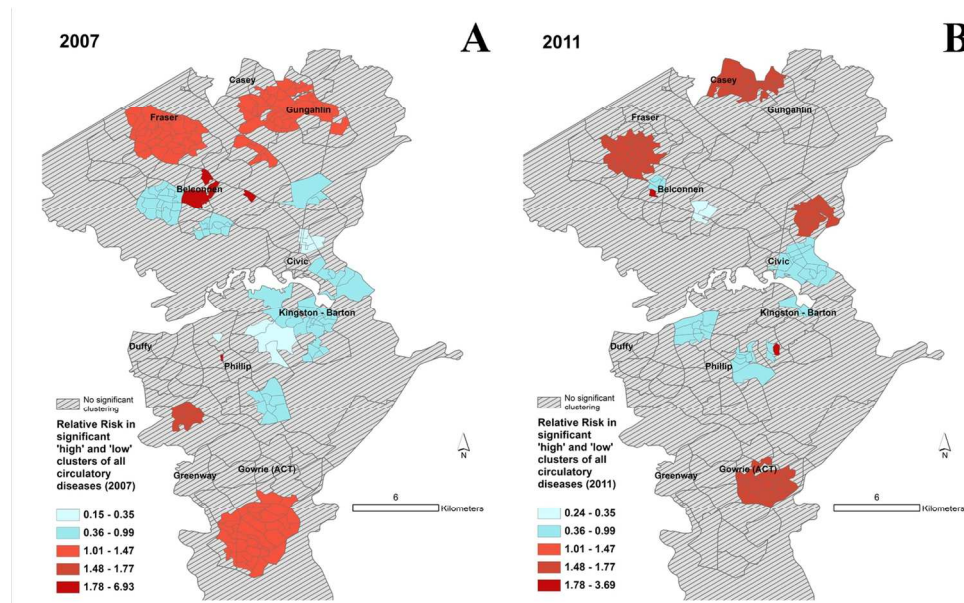 2007
A
Casey
Gungahlin
Fraser
Belconnen
Civic
Kingston - Barton
Duffy
Phillip
No significant
clustering
Relative Risk in
significant
'high' and 'low'
clusters of all
circulatory
diseases (2007)
Greenway
Gowrie (ACT)
N
6
Kilometers
0.15 - 0.35
0.36 - 0.99
1.01 - 1.47
1.48 - 1.77
1.78 - 6.93
2011
B
Casey
Gungahlin
Fraser
Belconnen
Civic
Kingston - Barton
Duffy
Phillip
No significant
clustering
Relative Risk in
significant
'high' and 'low'
clusters of all
circulatory
diseases (2011)
Greenway
Gowrie (ACT)
N
6
Kilometers
0.24 - 0.35
0.36 - 0.99
1.01 - 1.47
1.48 - 1.77
1.78 - 3.69